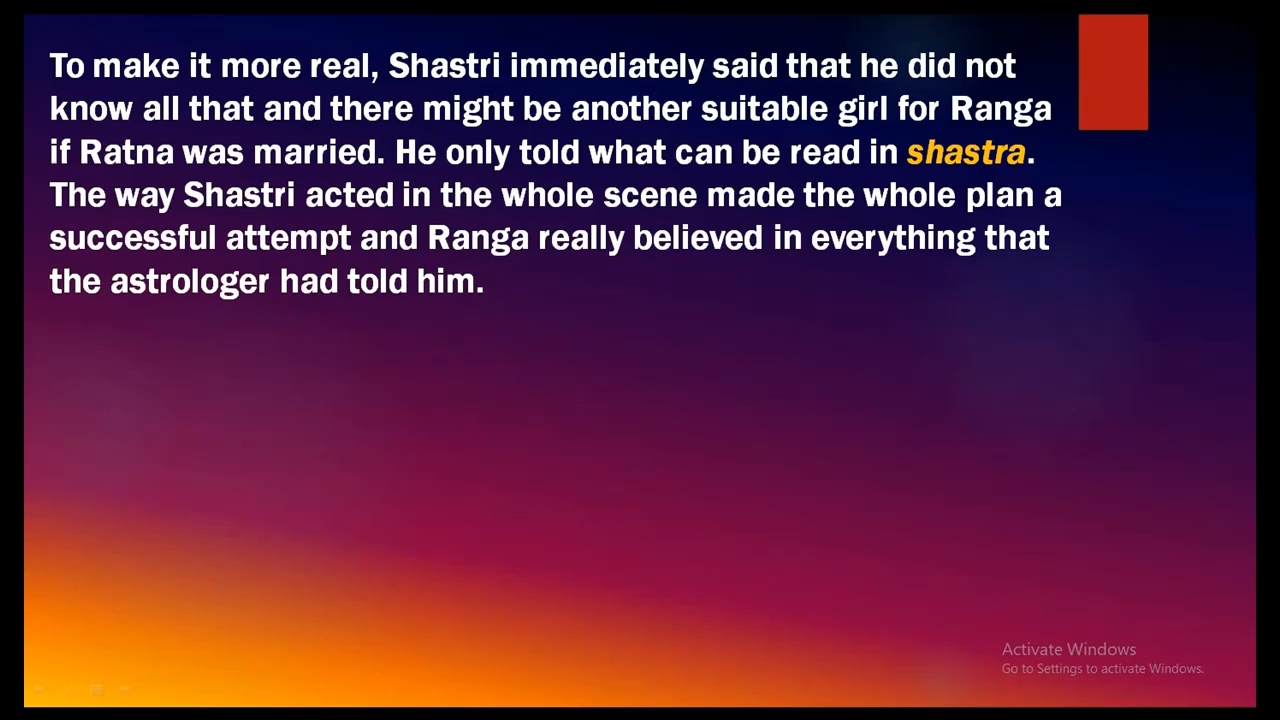 To make it more real, Shastri immediately said that he did not
know all that and there might be another suitable girl for Ranga
if Ratna was married. He only told what can be read in shastra.
The way Shastri acted in the whole scene made the whole plan a
successful attempt and Ranga really believed in everything that
the astrologer had told him.
Activate Windows
Go to Settings to activate Windows.